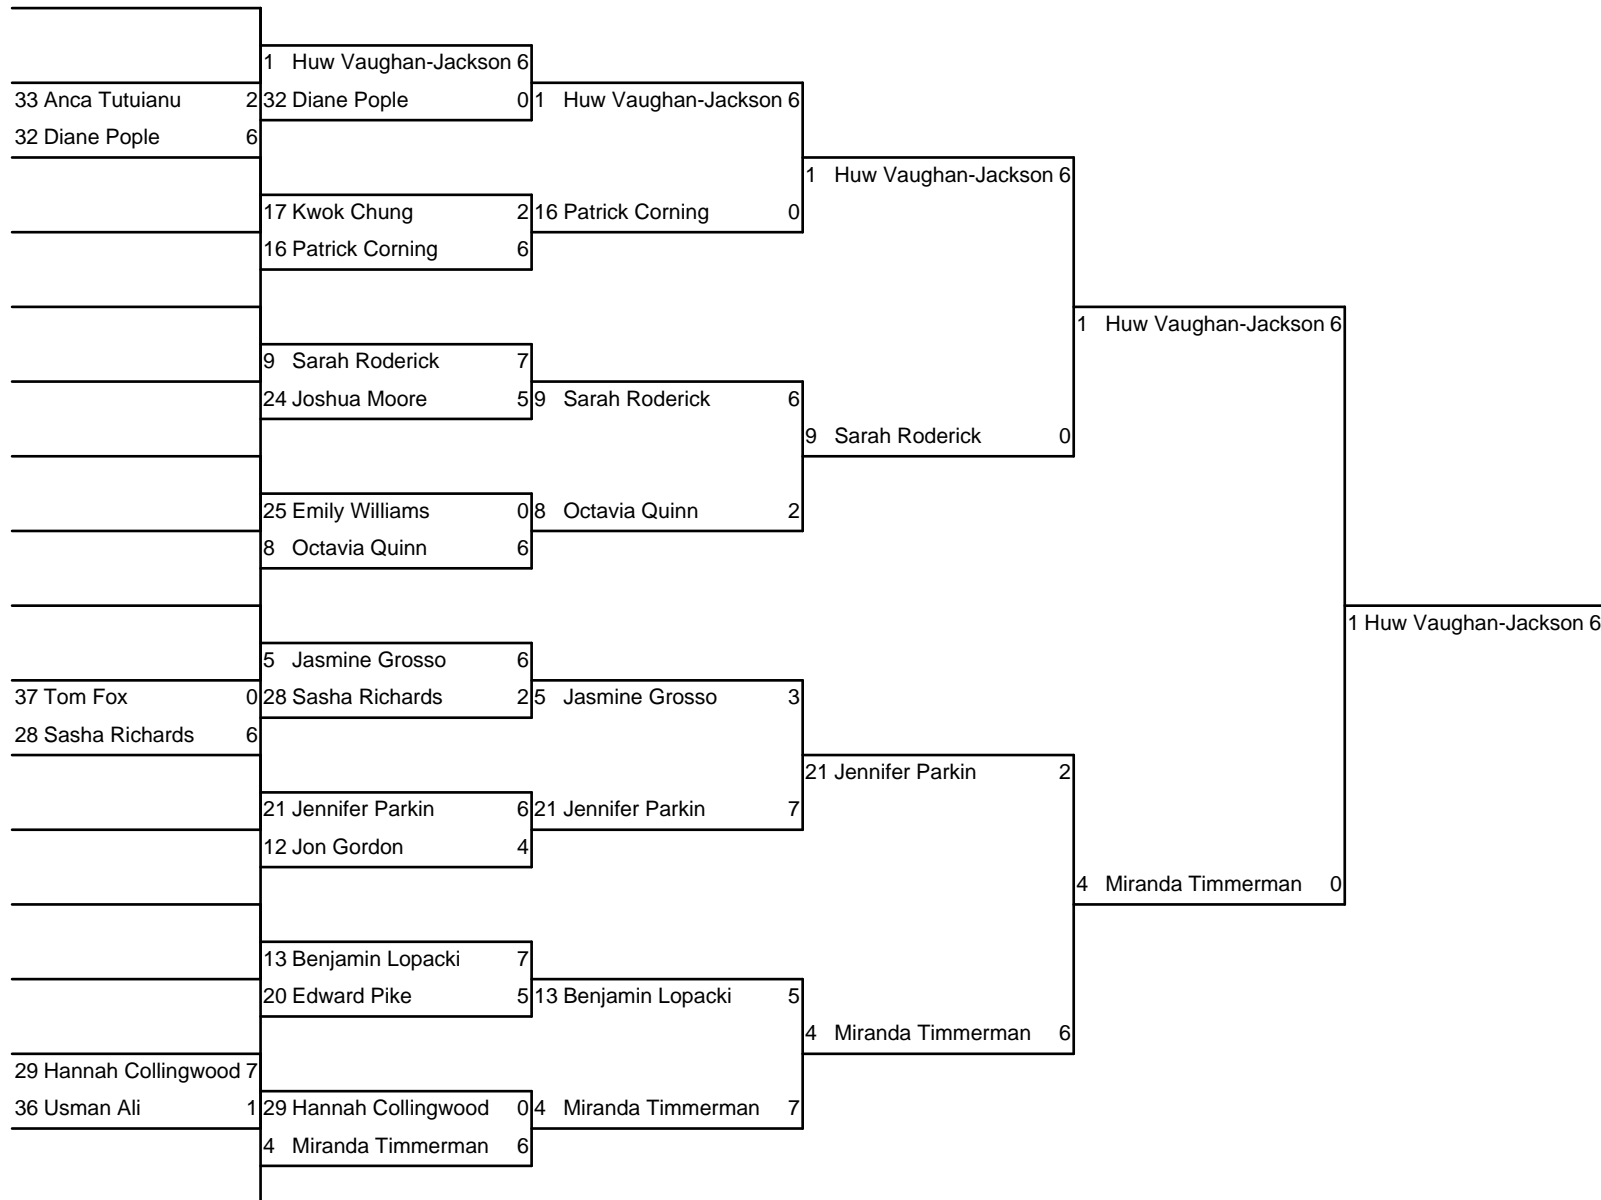 1 Huw Vaughan-Jackson 6
33 Anca Tutuianu 2 32 Diane Pople 0 1 Huw Vaughan-Jackson 6
32 Diane Pople 6
1 Huw Vaughan-Jackson 6
17 Kwok Chung 2 16 Patrick Corning 0
16 Patrick Corning 6
1 Huw Vaughan-Jackson 6
9 Sarah Roderick 7
24 Joshua Moore 5 9 Sarah Roderick 6
9 Sarah Roderick 0
25 Emily Williams 0 8 Octavia Quinn 2
8 Octavia Quinn 6
1 Huw Vaughan-Jackson 6
5 Jasmine Grosso 6
37 Tom Fox 0 28 Sasha Richards 2 5 Jasmine Grosso 3
28 Sasha Richards 6
21 Jennifer Parkin 2
21 Jennifer Parkin 6 21 Jennifer Parkin 7
12 Jon Gordon 4
4 Miranda Timmerman 0
13 Benjamin Lopacki 7
20 Edward Pike 5 13 Benjamin Lopacki 5
4 Miranda Timmerman 6
29 Hannah Collingwood 7
36 Usman Ali 1 29 Hannah Collingwood 0 4 Miranda Timmerman 7
4 Miranda Timmerman 6